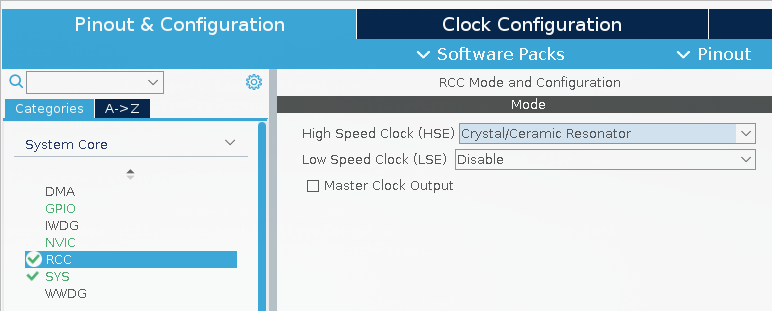 Pinout & Configuration
Clock Configuration
Software Packs
Pinout
RCC Mode and Configuration
Mode
Categories
A->Z
High Speed Clock (HSE) Crystal/Ceramic Resonator
System Core
Low Speed Clock (LSE) Disable
Master Clock Output
DMA
GPIO
IWDG
NVIC
RCC
SYS
WWDG